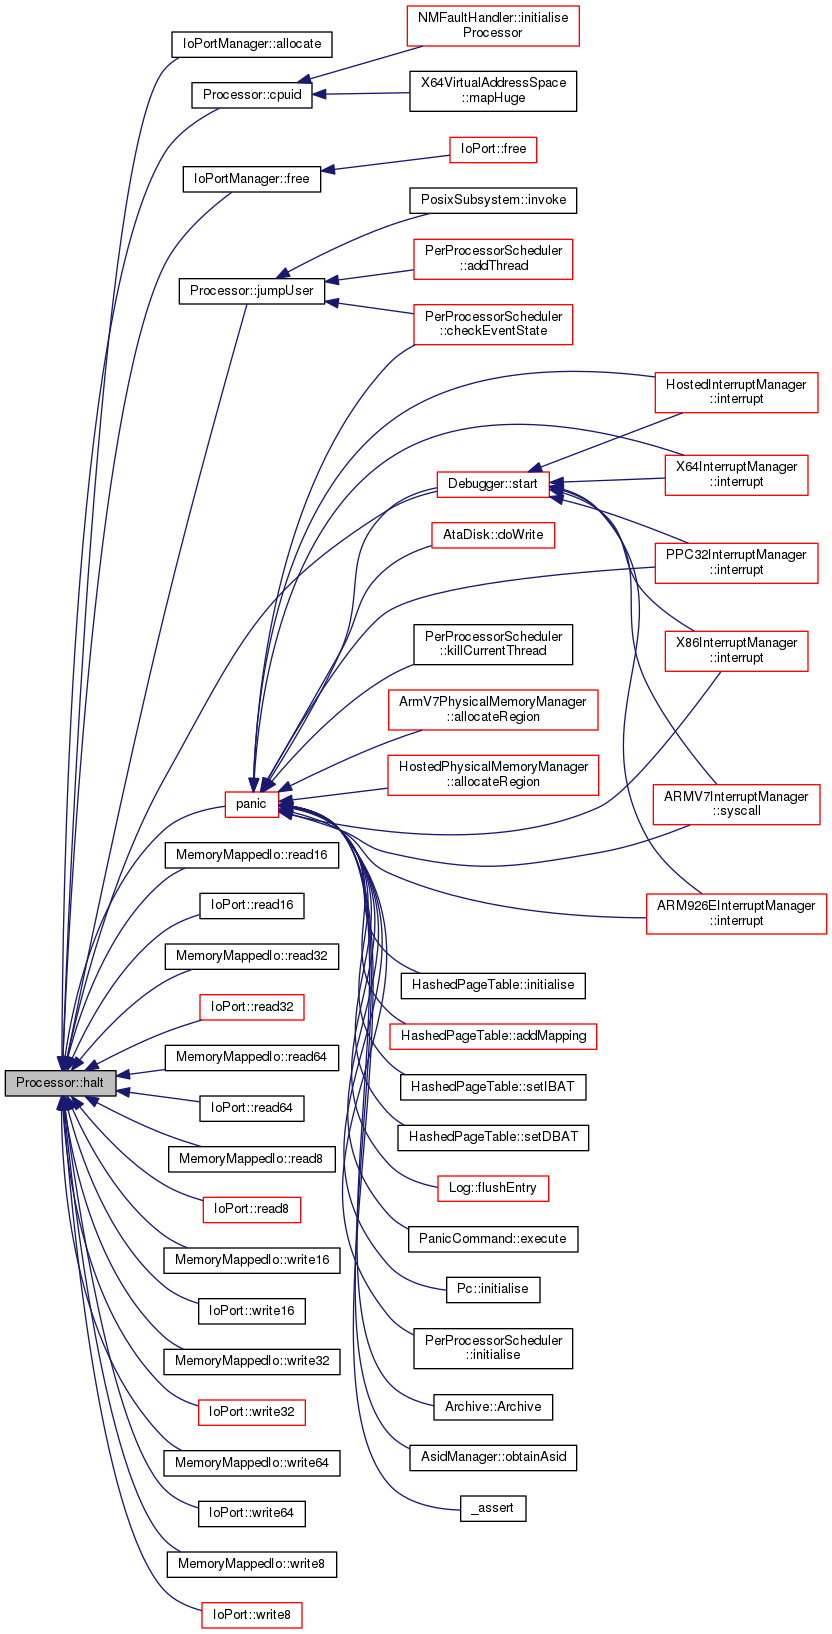 NMFaultHandler::initialise
Processor
IoPortManager::allocate
X64VirtualAddressSpace
::mapHuge
Processor::cpuid
IoPort::free
IoPortManager::free
PosixSubsystem::invoke
PerProcessorScheduler
::addThread
Processor::jumpUser
PerProcessorScheduler
::checkEventState
HostedInterruptManager
::interrupt
X64InterruptManager
::interrupt
Debugger::start
AtaDisk::doWrite
PPC32InterruptManager
::interrupt
PerProcessorScheduler
::killCurrentThread
X86InterruptManager
::interrupt
ArmV7PhysicalMemoryManager
::allocateRegion
HostedPhysicalMemoryManager
::allocateRegion
panic
ARMV7InterruptManager
::syscall
MemoryMappedIo::read16
IoPort::read16
ARM926EInterruptManager
::interrupt
MemoryMappedIo::read32
HashedPageTable::initialise
IoPort::read32
HashedPageTable::addMapping
MemoryMappedIo::read64
Processor::halt
HashedPageTable::setIBAT
IoPort::read64
HashedPageTable::setDBAT
MemoryMappedIo::read8
Log::flushEntry
IoPort::read8
PanicCommand::execute
MemoryMappedIo::write16
Pc::initialise
IoPort::write16
PerProcessorScheduler
::initialise
MemoryMappedIo::write32
Archive::Archive
IoPort::write32
AsidManager::obtainAsid
MemoryMappedIo::write64
_assert
IoPort::write64
MemoryMappedIo::write8
IoPort::write8